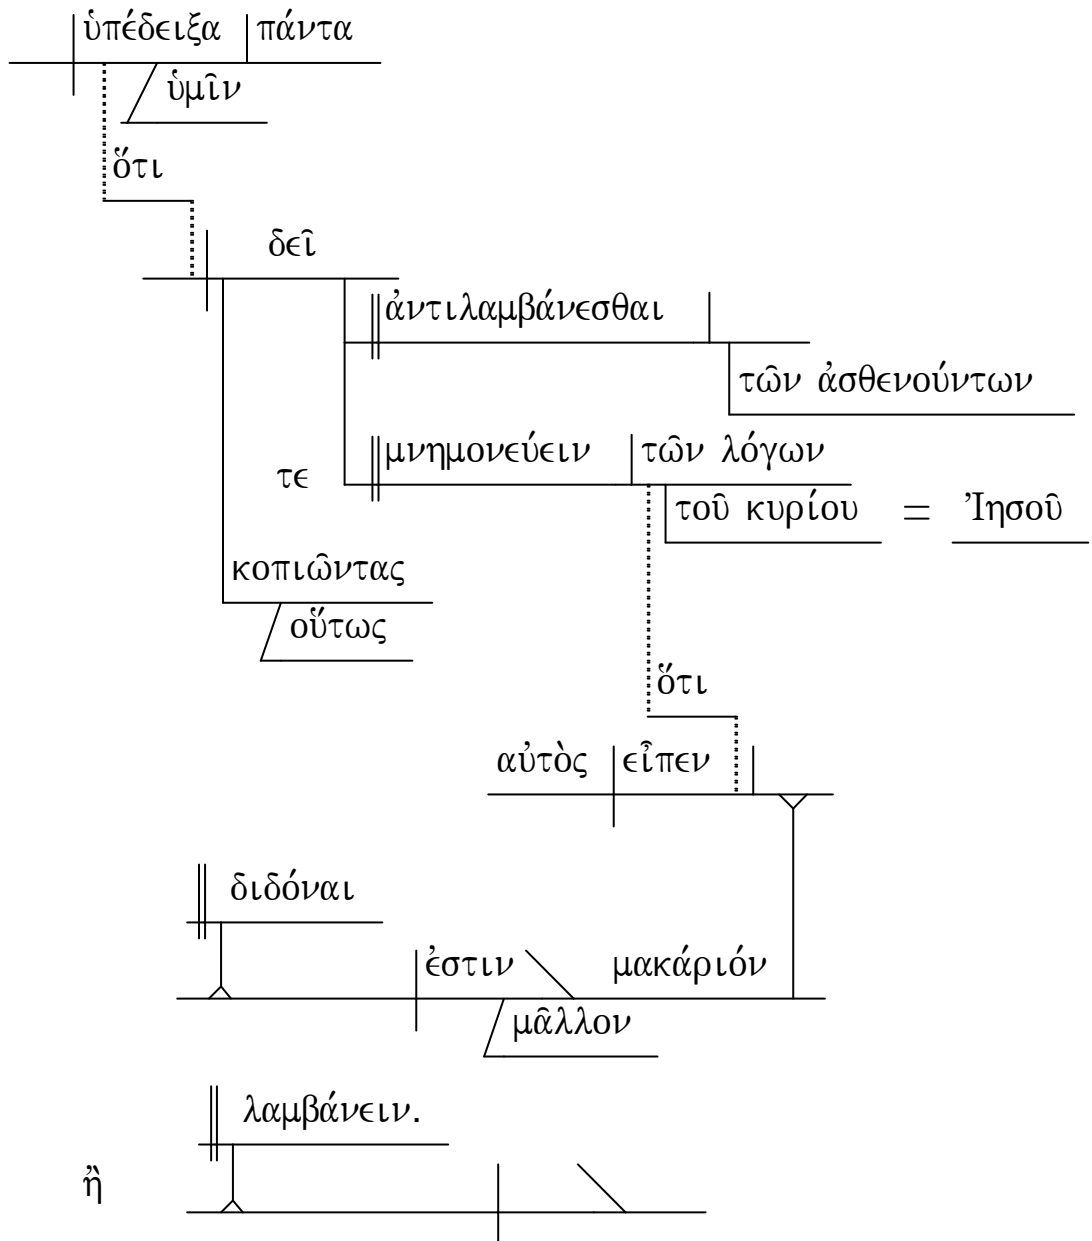 ὑπέδειξα πάντα
ὑμῖν
ὅτι
δεῖ
ἀντιλαμβάνεσθαι
τῶν ἀσθενούντων
μνημονεύειν τῶν λόγων
τε
τοῦ κυρίου = Ἰησοῦ
κοπιῶντας
οὕτως
ὅτι
αὐτὸς εἶπεν
διδόναι
ἐστιν μακάριόν
μᾶλλον
λαμβάνειν.
ἢ